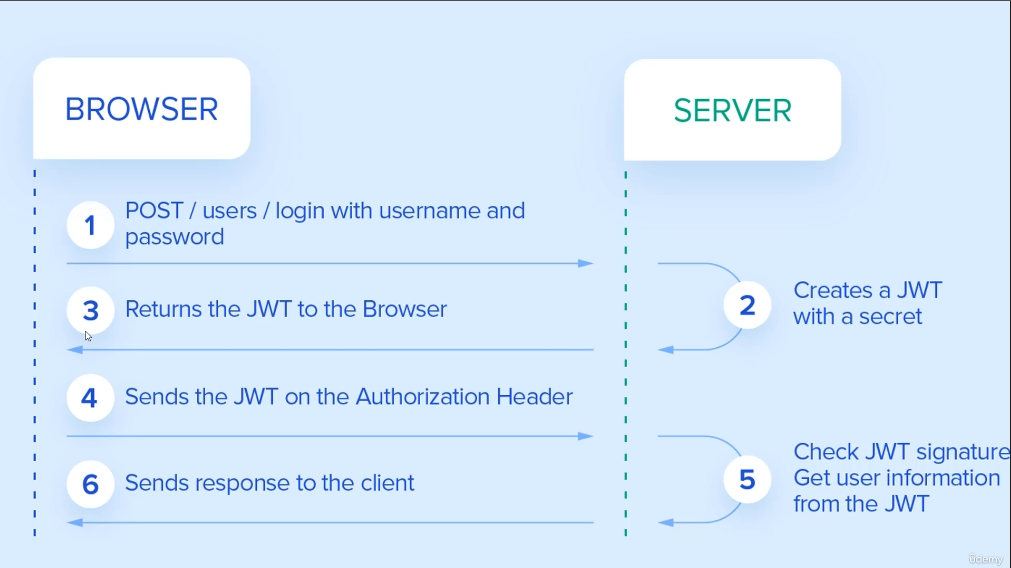 BROWSER
SERVER
1
POST / users / login with username and
password
2
Creates a JWT
with a secret
3
Returns the JWT to the Browser
4
Sends the JWT on the Authorization Header
5
Check JWT signature
Get user information
from the JWT
6
Sends response to the client
ûdemy